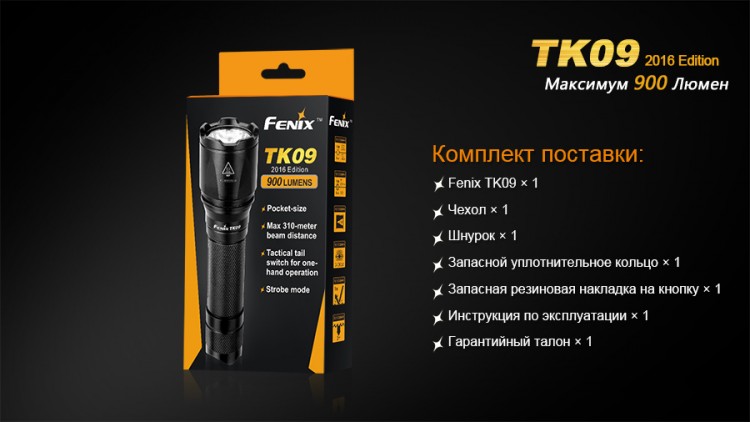 TK09 2016 Edition
Максимум 900 Люмен
FENIX™
TK09
2016 Edition
900 LUMENS
Pocket-size
Max 310-meter
beam distance
Tactical tail
switch for one-
hand operation
Strobe mode
FENIX TK09
Комплект поставки:
Fenix TK09 × 1
Чехол × 1
Шнурок × 1
Запасной уплотнительное кольцо × 1
Запасная резиновая накладка на кнопку × 1
Инструкция по эксплуатации × 1
Гарантийный талон × 1